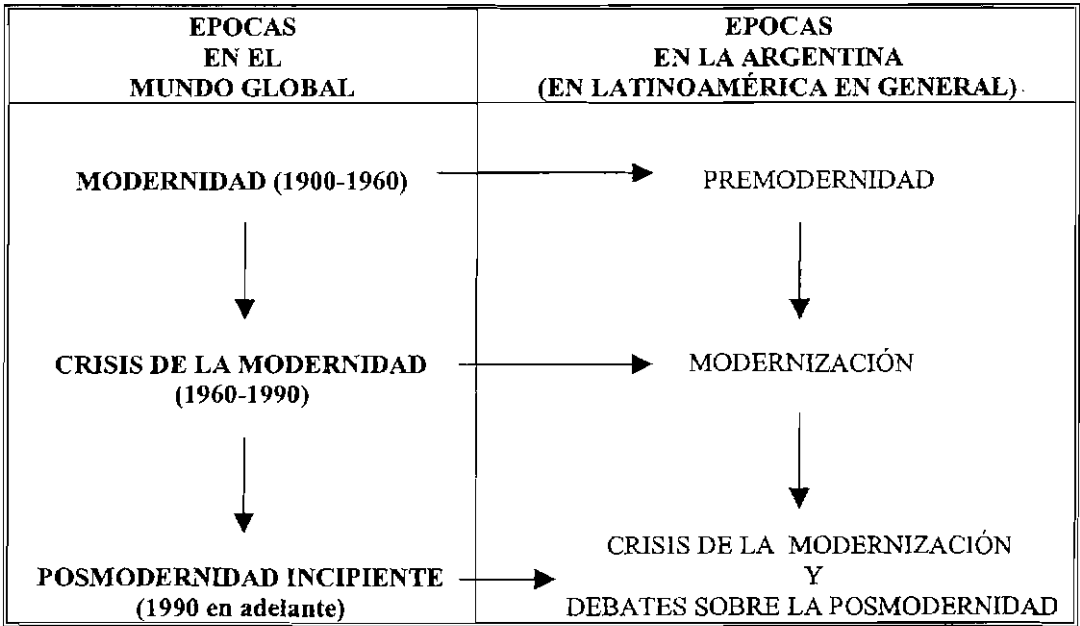 EPOCAS
EN EL
MUNDO GLOBAL
EPOCAS
EN LA ARGENTINA
(EN LATINOAMÉRICA EN GENERAL)
MODERNIDAD (1900-1960)
PREMODERNIDAD
CRISIS DE LA MODERNIDAD
(1960-1990)
MODERNIZACIÓN
POSMODERNIDAD INCIPIENTE
(1990 en adelante)
CRISIS DE LA MODERNIZACIÓN
Y
DEBATES SOBRE LA POSMODERNIDAD